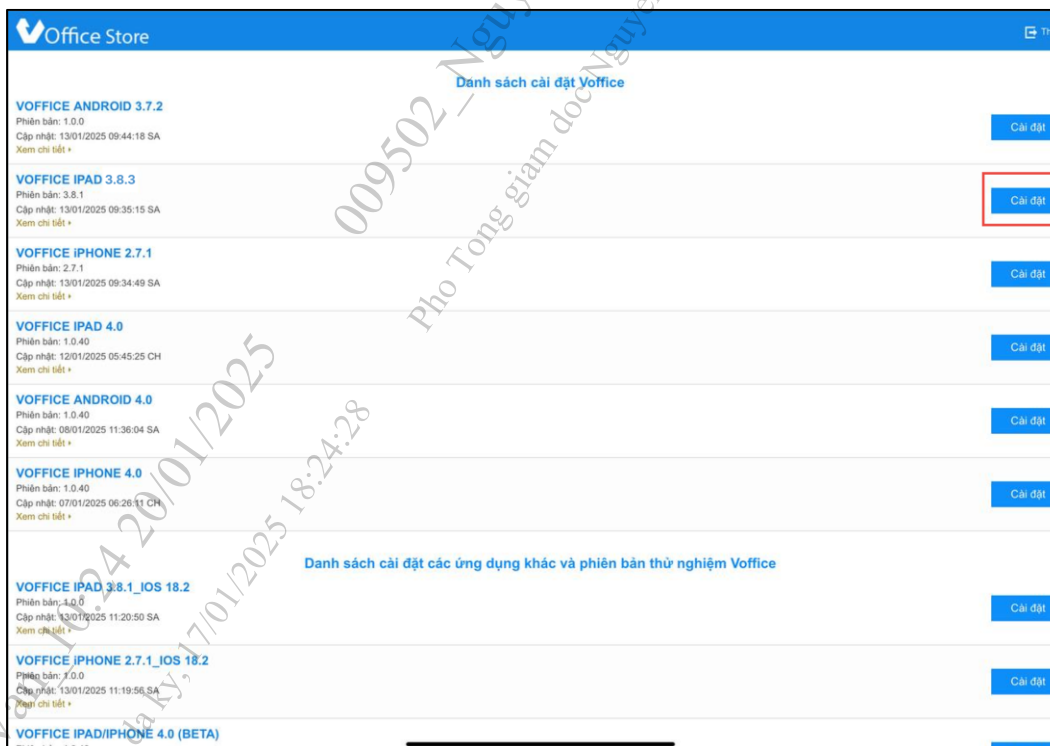 VOffice Store
Th
Danh sách cài đặt Voffice
VOFFICE ANDROID 3.7.2
Phiên bản: 1.0.0
Cập nhật: 13/01/2025 09:44:18 SA
Xem chi tiết
Cài đặt
VOFFICE IPAD 3.8.3
Phiên bản: 3.8.1
Cập nhật: 13/01/2025 09:35:15 SA
Xem chi tiết
Cài đặt
VOFFICE iPHONE 2.7.1
Phiên bản: 2.7.1
Cập nhật: 13/01/2025 09:34:49 SA
Xem chi tiết
Cài đặt
VOFFICE IPAD 4.0
Phiên bản: 1.0.40
Cập nhật: 12/01/2025 05:45:25 CH
Xem chi tiết
Cài đặt
VOFFICE ANDROID 4.0
Phiên bản: 1.0.40
Cập nhật: 08/01/2025 11:36:04 SA
Xem chi tiết
Cài đặt
VOFFICE IPHONE 4.0
Phiên bản: 1.0.40
Cập nhật: 07/01/2025 06:26:11 CH
Xem chi tiết
Cài đặt
Danh sách cài đặt các ứng dụng khác và phiên bản thử nghiệm Voffice
VOFFICE IPAD 3.8.1_IOS 18.2
Phiên bản: 1.0.0
Cập nhật: 13/01/2025 11:20:50 SA
Xem chi tiết
Cài đặt
VOFFICE iPHONE 2.7.1_IOS 18.2
Phiên bản: 1.0.0
Cập nhật: 13/01/2025 11:19:56 SA
Xem chi tiết
Cài đặt
VOFFICE IPAD/IPHONE 4.0 (BETA)
009502_Nguy
Pho Tong giam doc Nguyen
an_10:24 20/01/2025
da ky, 17/01/2025 18:24:28